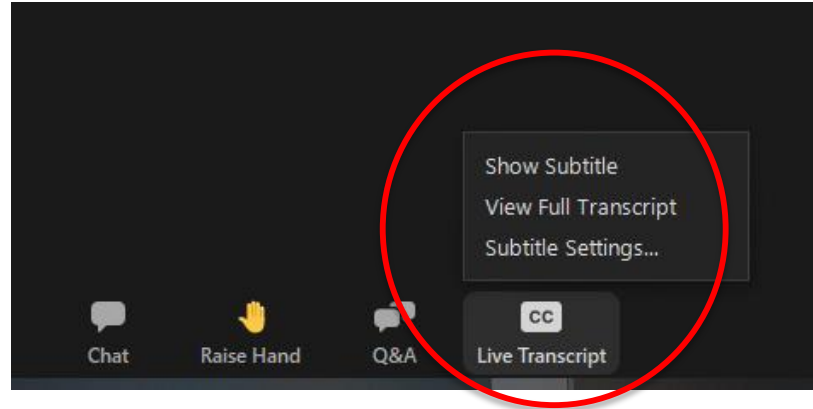 Show Subtitle
View Full Transcript
Subtitle Settings...
CC
Chat
Raise Hand
Q&A
Live Transcript